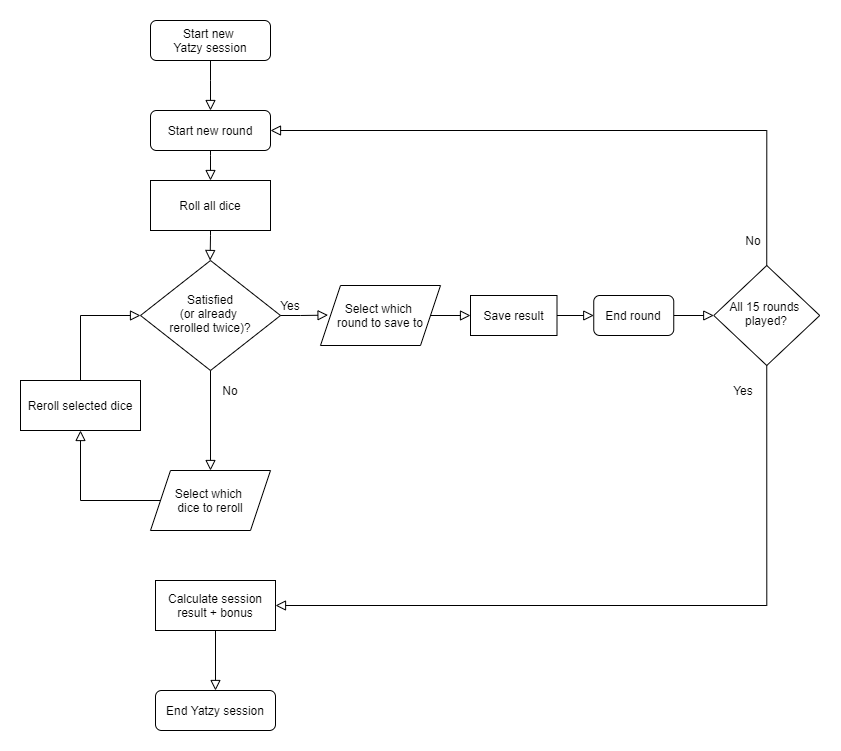 Start new
Yatzy session
Start new round
Roll all dice
Satisfied
(or already
rerolled twice)?
Yes
Select which
round to save to
Save result
End round
All 15 rounds
played?
No
Yes
No
Reroll selected dice
Select which
dice to reroll
Calculate session
result + bonus
End Yatzy session